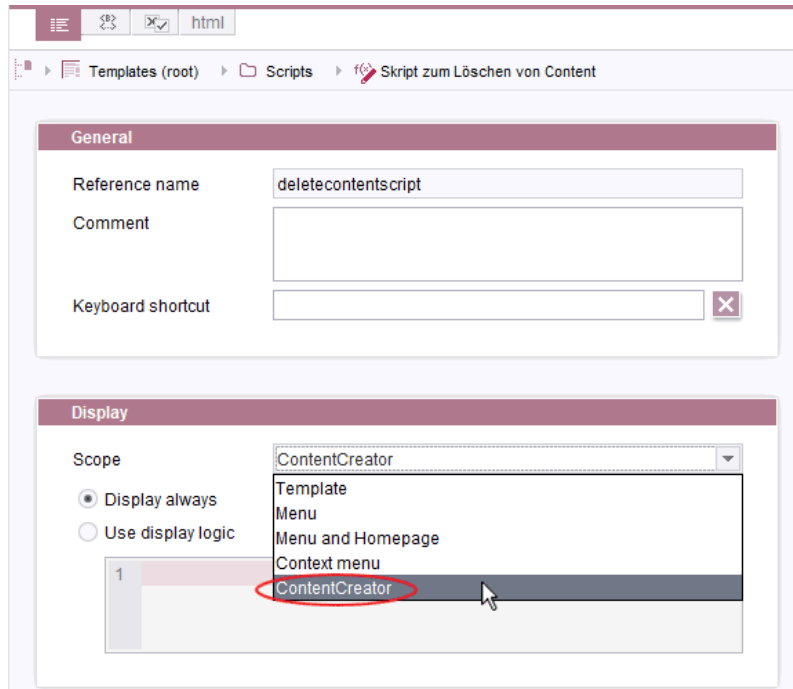 html
Templates (root) Scripts Skript zum Löschen von Content
General
Reference name deletecontentscript
Comment
Keyboard shortcut
Display
Scope ContentCreator
Template
Display always
Menu
Use display logic
Menu and Homepage
Context menu
1
ContentCreator